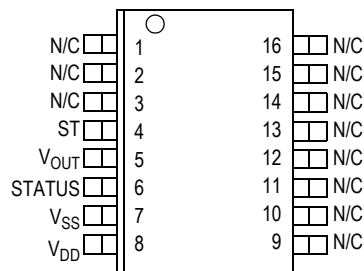 N/C 1 16 N/C
N/C 2 15 N/C
N/C 3 14 N/C
ST 4 13 N/C
VOUT 5 12 N/C
STATUS 6 11 N/C
VSS 7 10 N/C
VDD 8 9 N/C